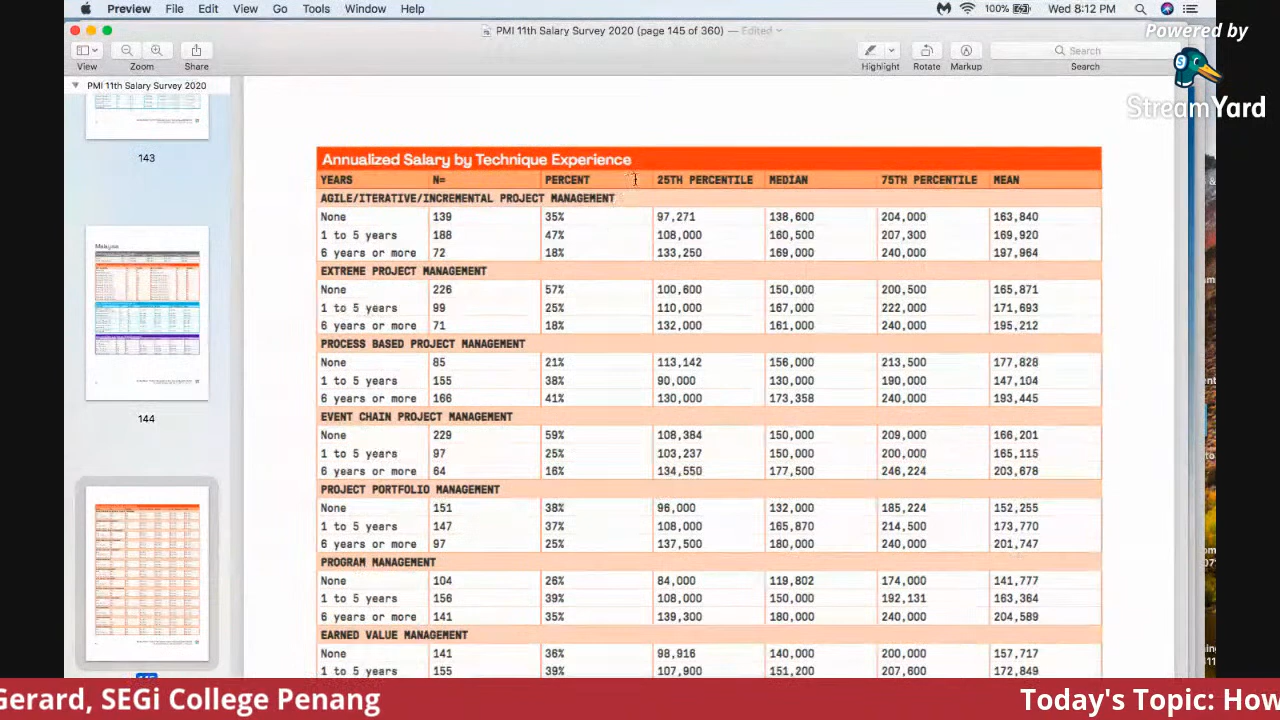 Preview File Edit View Go Tools Window Help 100% Wed 8:12 PM
PMI 11th Salary Survey 2020 (page 145 of 360) — Edited
Powered by
StreamYard
View Zoom Share Highlight Rotate Markup Search
Search
PMI 11th Salary Survey 2020
143
Malaysia
144
Annualized Salary by Technique Experience
YEARS N= PERCENT 25TH PERCENTILE MEDIAN 75TH PERCENTILE MEAN
AGILE/ITERATIVE/INCREMENTAL PROJECT MANAGEMENT
None 139 35% 97,271 138,600 204,000 163,840
1 to 5 years 188 47% 108,000 160,500 207,300 169,920
6 years or more 72 18% 133,250 169,000 240,000 197,964
EXTREME PROJECT MANAGEMENT
None 226 57% 100,600 150,000 200,500 165,871
1 to 5 years 99 25% 110,000 167,000 222,000 171,693
6 years or more 71 18% 132,000 161,000 240,000 195,212
PROCESS BASED PROJECT MANAGEMENT
None 85 21% 113,142 156,000 213,500 177,828
1 to 5 years 155 38% 90,000 130,000 190,000 147,104
6 years or more 166 41% 130,000 173,358 240,000 193,445
EVENT CHAIN PROJECT MANAGEMENT
None 229 59% 108,384 150,000 209,000 166,201
1 to 5 years 97 25% 103,237 150,000 200,000 165,115
6 years or more 64 16% 134,550 177,500 246,224 203,678
PROJECT PORTFOLIO MANAGEMENT
None 151 38% 96,000 132,000 185,224 152,255
1 to 5 years 147 37% 108,000 165,870 214,500 173,770
6 years or more 97 25% 137,500 180,000 240,000 201,747
PROGRAM MANAGEMENT
None 104 26% 84,000 119,892 174,000 141,777
1 to 5 years 156 39% 108,000 150,000 192,131 163,364
6 years or more 141 35% 139,300 180,000 240,000 204,589
EARNED VALUE MANAGEMENT
None 141 36% 98,916 140,000 200,000 157,717
1 to 5 years 155 39% 107,900 151,200 207,600 172,849
Gerard, SEGi College Penang
Today's Topic: How